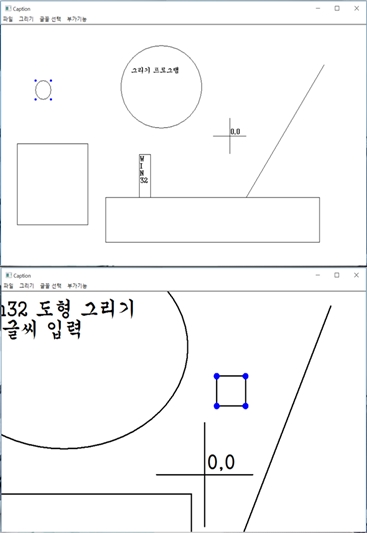 Caption
파일 그리기 글꼴 선택 부가기능
그리기 프로그램
0,0
W
I
N
32
Caption
파일 그리기 글꼴 선택 부가기능
32 도형 그리기
글씨 입력
0,0